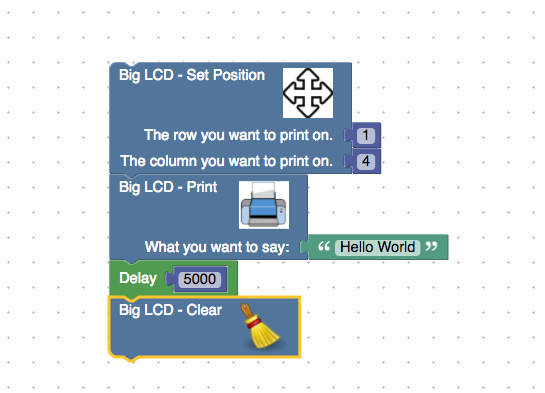 Big LCD - Set Position
The row you want to print on. 1
The column you want to print on. 4
Big LCD - Print
What you want to say: “ Hello World ”
Delay 5000
Big LCD - Clear